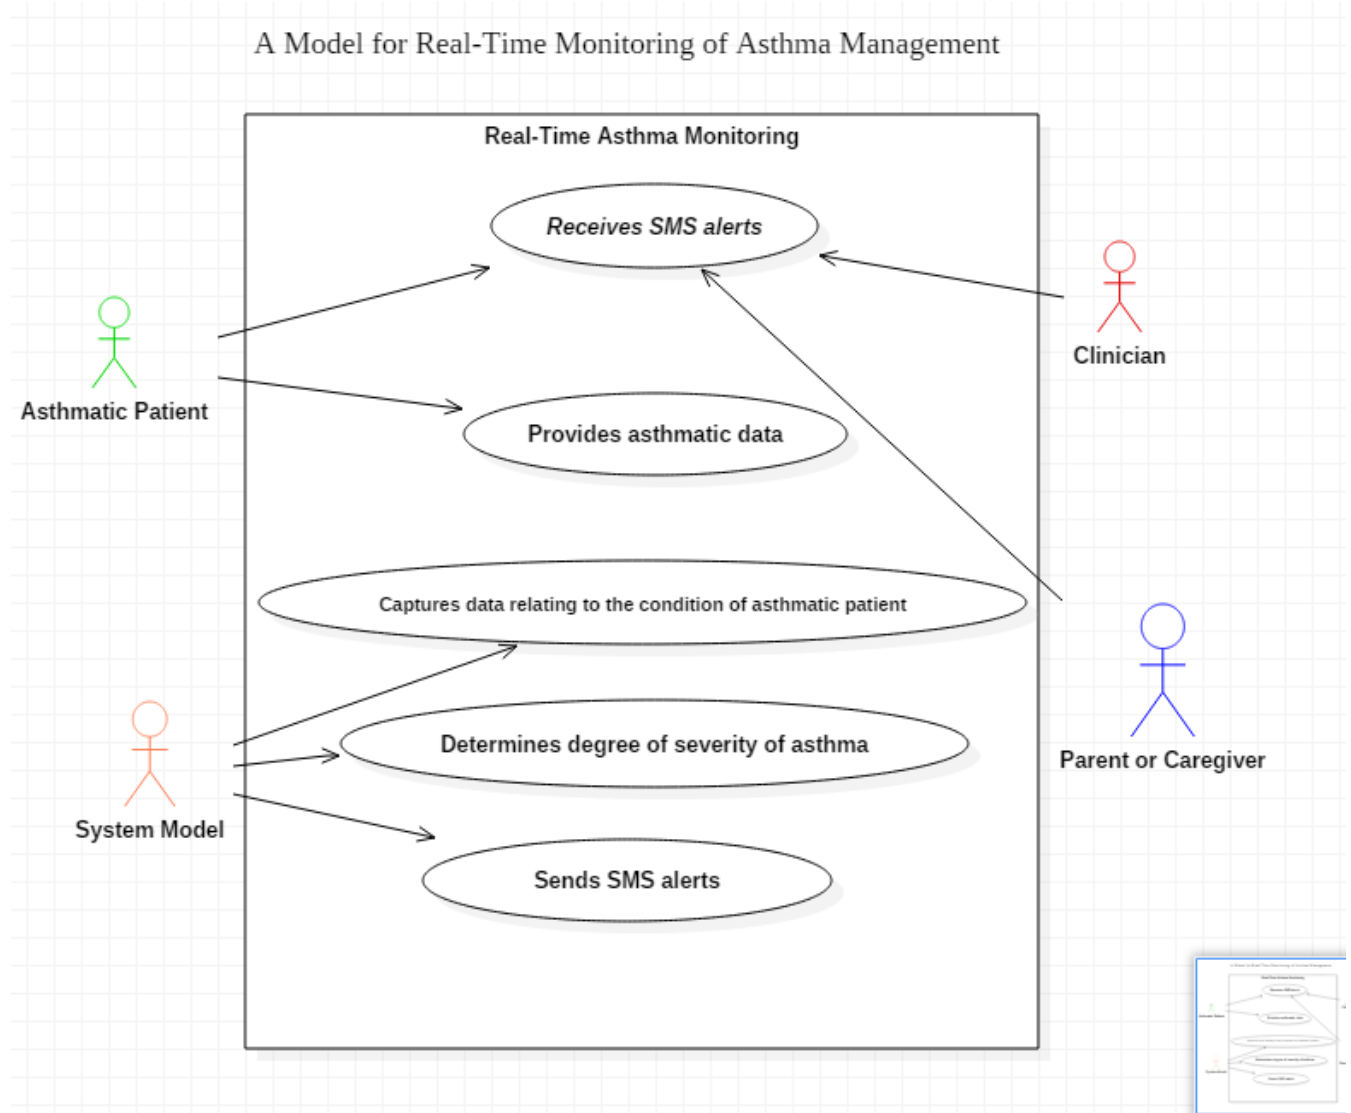 A Model for Real-Time Monitoring of Asthma Management
Real-Time Asthma Monitoring
Receives SMS alerts
Clinician
Asthmatic Patient
Provides asthmatic data
Captures data relating to the condition of asthmatic patient
Determines degree of severity of asthma
Parent or Caregiver
System Model
Sends SMS alerts